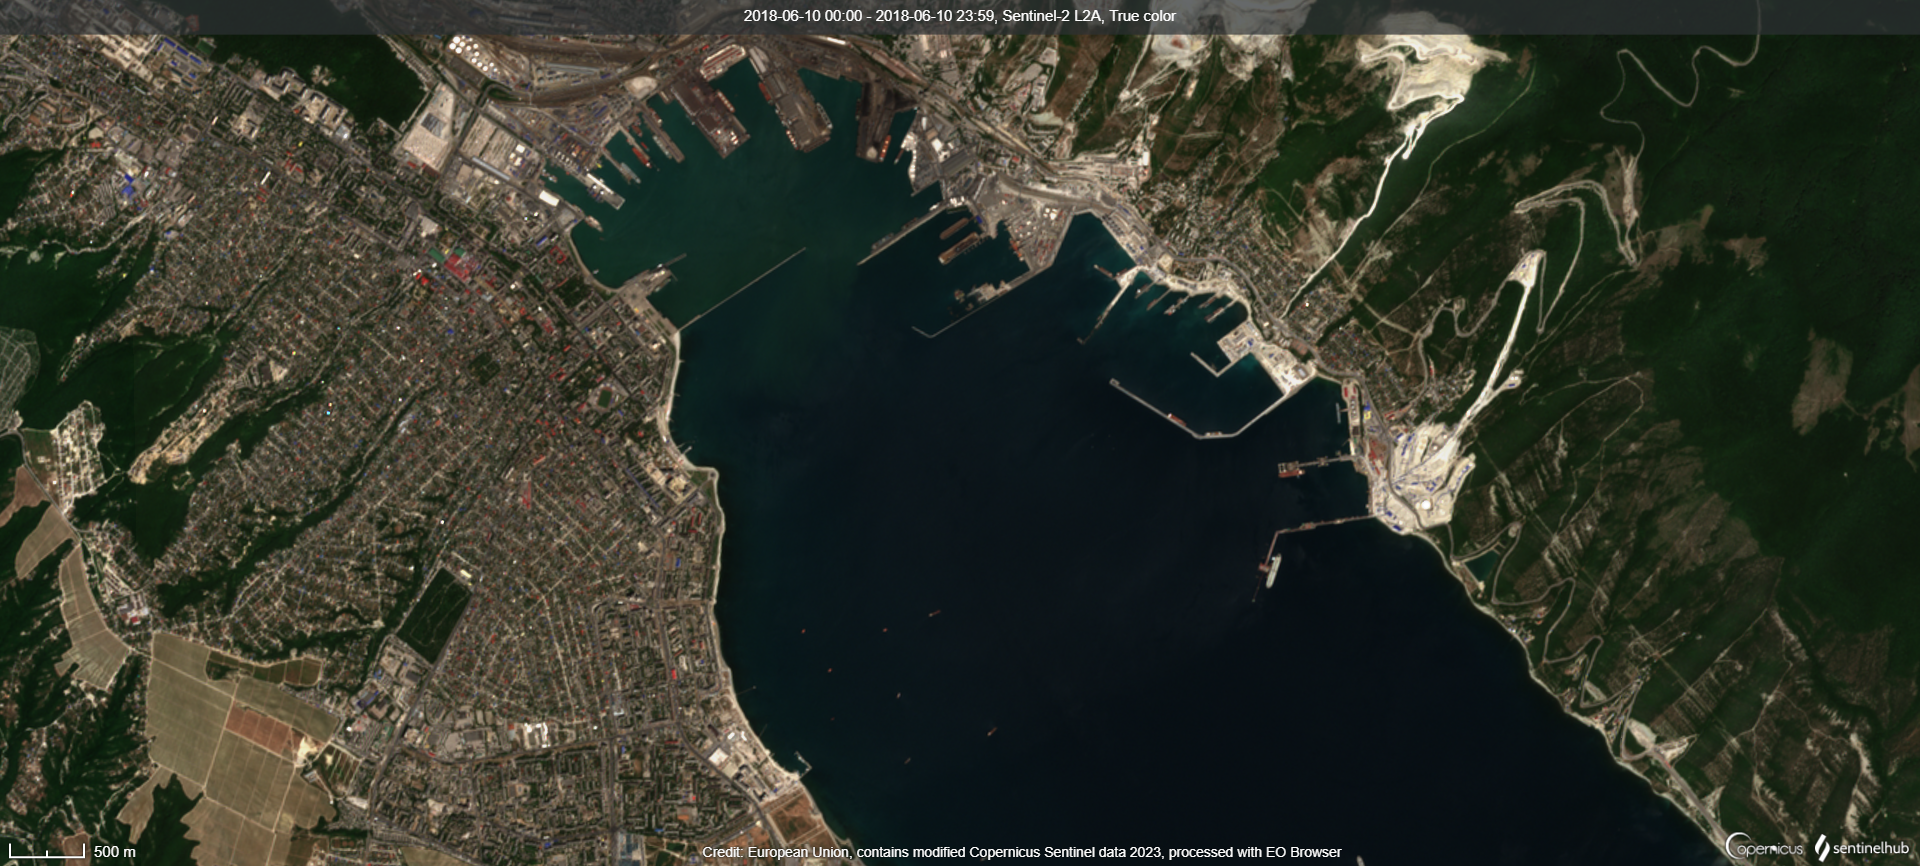 2018-06-10 00:00 - 2018-06-10 23:59, Sentinel-2 L2A, True color
500 m
Credit: European Union, contains modified Copernicus Sentinel data 2023, processed with EO Browser
Copernicus
sentinelhub